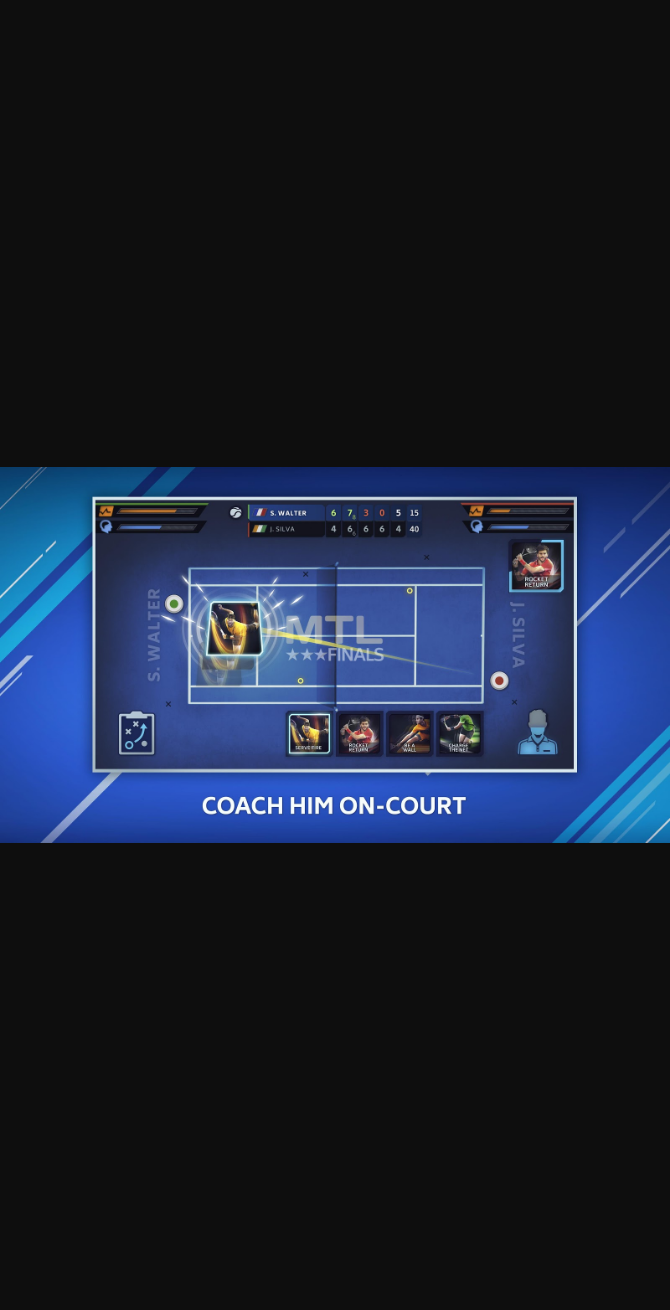 S. WALTER 6 7 3 0 5 15
J. SILVA 4 6 6 6 4 40
ROCKET
RETURN
S. WALTER
J. SILVA
MTL
★★★FINALS
SERVE FIRE
ROCKET
RETURN
BE A
WALL
CHARGE
THE NET
COACH HIM ON-COURT